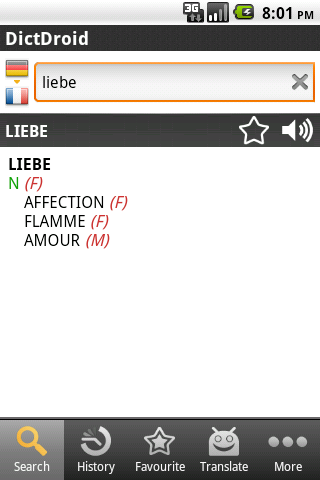 3G 8:01 PM
DictDroid
liebe
LIEBE
LIEBE
N (F)
AFFECTION (F)
FLAMME (F)
AMOUR (M)
Search History Favourite Translate More